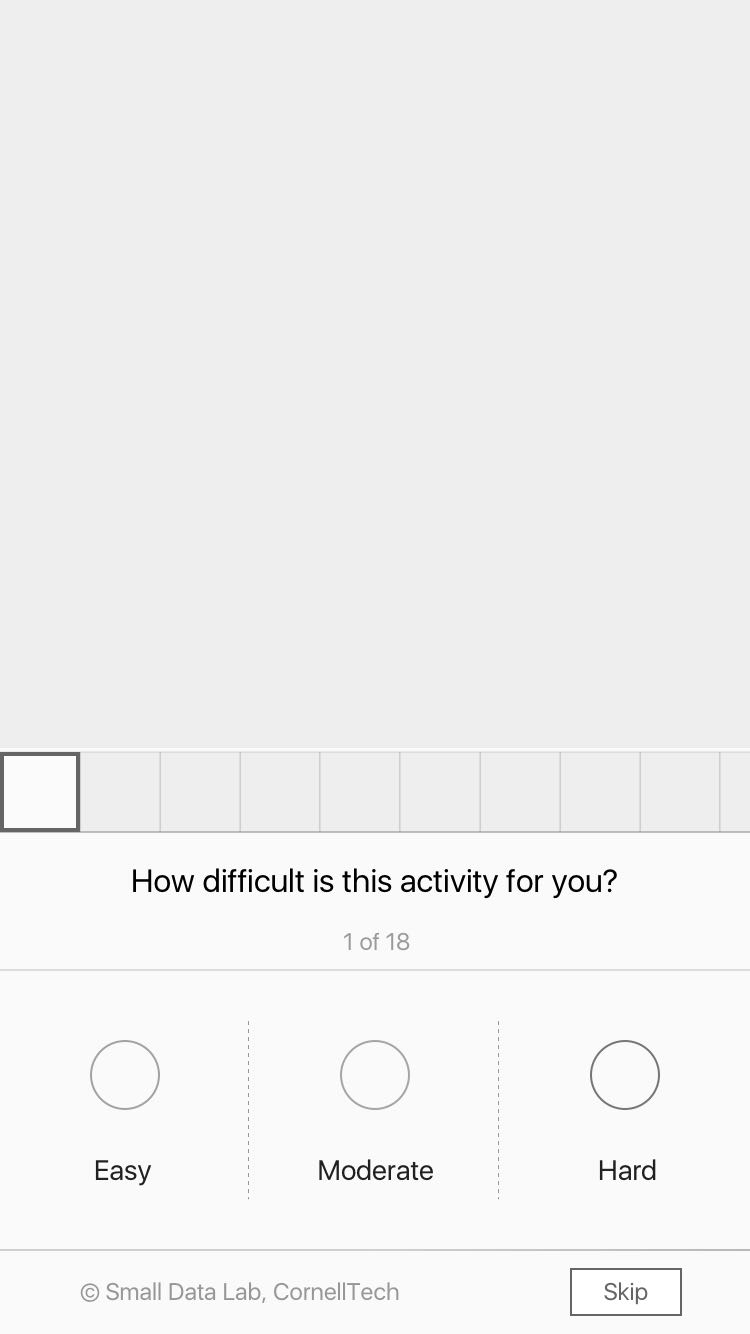 How difficult is this activity for you?
1 of 18
Easy
Moderate
Hard
© Small Data Lab, CornellTech
Skip